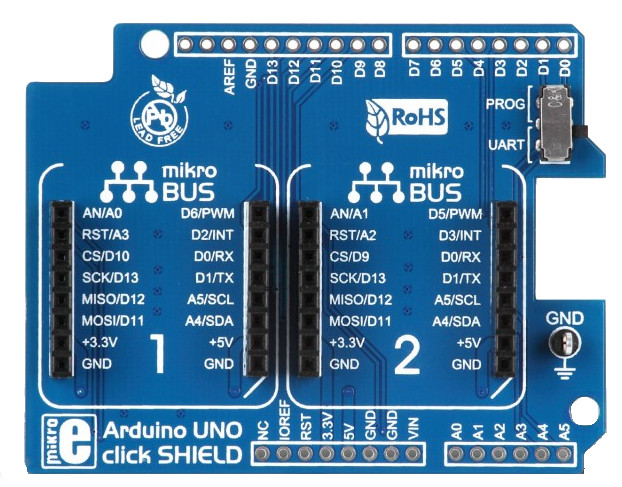 AREF
GND
D13
D12
D11
D10
D9
D8
D7
D6
D5
D4
D3
D2
D1
D0
Pb
LEAD FREE
RoHS
PROG
UART
mikro
BUS
mikro
BUS
AN/A0 D6/PWM
RST/A3 D2/INT
CS/D10 D0/RX
SCK/D13 D1/TX
MISO/D12 A5/SCL
MOSI/D11 A4/SDA
+3.3V +5V
GND GND
1
AN/A1 D5/PWM
RST/A2 D3/INT
CS/D9 D0/RX
SCK/D13 D1/TX
MISO/D12 A5/SCL
MOSI/D11 A4/SDA
+3.3V +5V
GND GND
2
GND
mikro
e
Arduino UNO
click SHIELD
NC
IOREF
RST
3.3V
5V
GND
GND
VIN
A0
A1
A2
A3
A4
A5